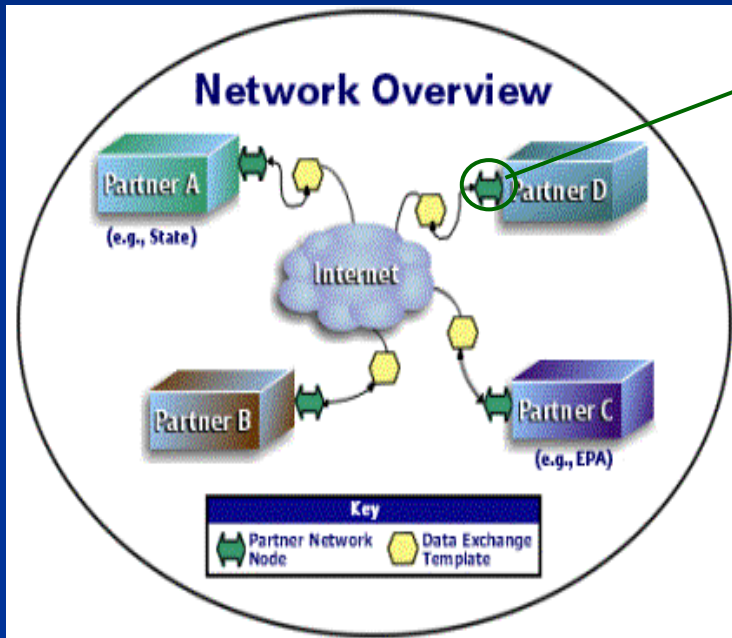 Network Overview
Partner A
(e.g., State)
Partner D
Internet
Partner B
Partner C
(e.g., EPA)
Key
Partner Network
Node
Data Exchange
Template